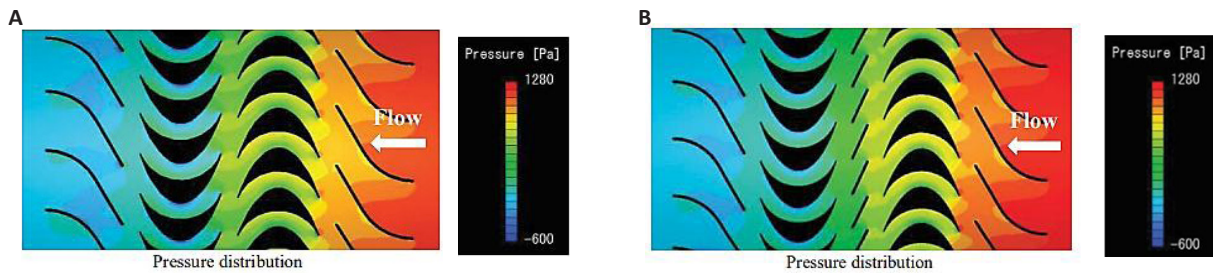 A
B
Pressure [Pa]
1280
Flow
-600
Pressure distribution
Pressure [Pa]
1280
Flow
-600
Pressure distribution